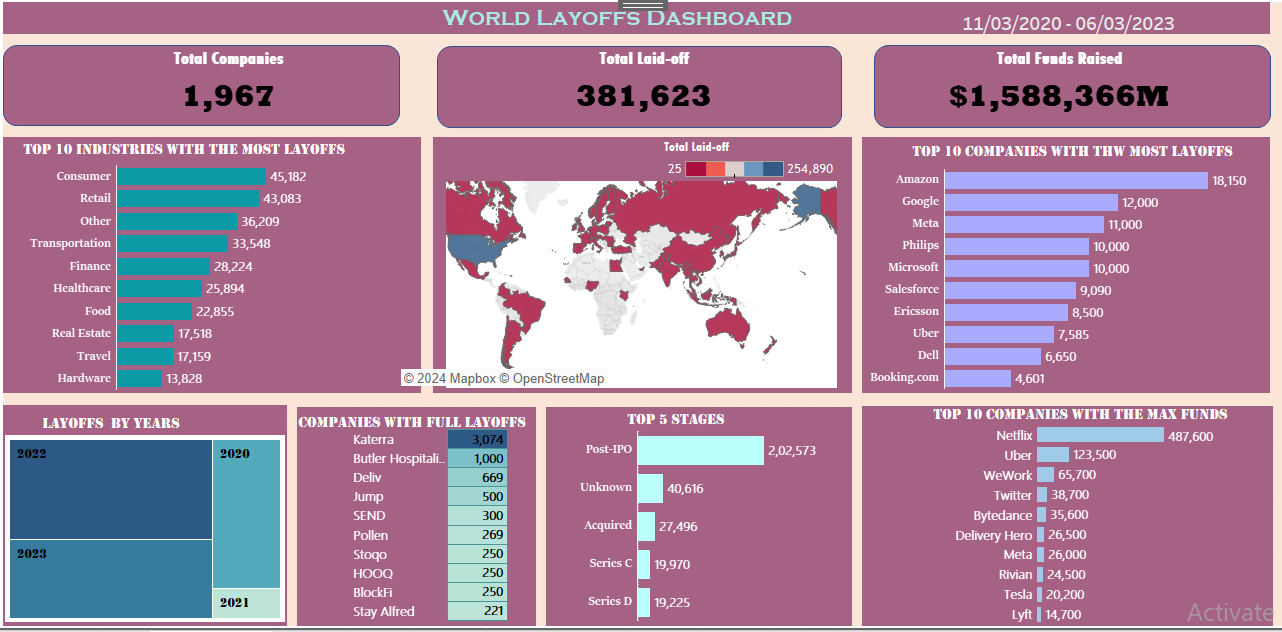 World Layoffs Dashboard
11/03/2020 - 06/03/2023
Total Companies
1,967
Total Laid-off
381,623
Total Funds Raised
$1,588,366M
Top 10 Industries with the most layoffs
Consumer 45,182
Retail 43,083
Other 36,209
Transportation 33,548
Finance 28,224
Healthcare 25,894
Food 22,855
Real Estate 17,518
Travel 17,159
Hardware 13,828
Total Laid-off
25 254,890
© 2024 Mapbox © OpenStreetMap
Top 10 Companies with thw most layoffs
Amazon 18,150
Google 12,000
Meta 11,000
Philips 10,000
Microsoft 10,000
Salesforce 9,090
Ericsson 8,500
Uber 7,585
Dell 6,650
Booking.com 4,601
Layoffs by Years
2022
2020
2023
2021
Companies with full layoffs
Katerra 3,074
Butler Hospitali.. 1,000
Deliv 669
Jump 500
SEND 300
Pollen 269
Stoqo 250
HOOQ 250
BlockFi 250
Stay Alfred 221
Top 5 Stages
Post-IPO 2,02,573
Unknown 40,616
Acquired 27,496
Series C 19,970
Series D 19,225
Top 10 Companies with the max funds
Netflix 487,600
Uber 123,500
WeWork 65,700
Twitter 38,700
Bytedance 35,600
Delivery Hero 26,500
Meta 26,000
Rivian 24,500
Tesla 20,200
Lyft 14,700
Activate